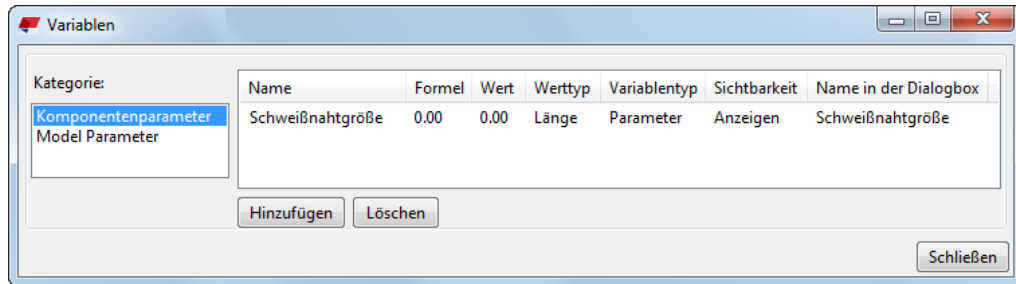 Variablen
Kategorie:
Komponentenparameter
Model Parameter
Name Formel Wert Werttyp Variablentyp Sichtbarkeit Name in der Dialogbox
Schweißnahtgröße 0.00 0.00 Länge Parameter Anzeigen Schweißnahtgröße
Hinzufügen Löschen
Schließen